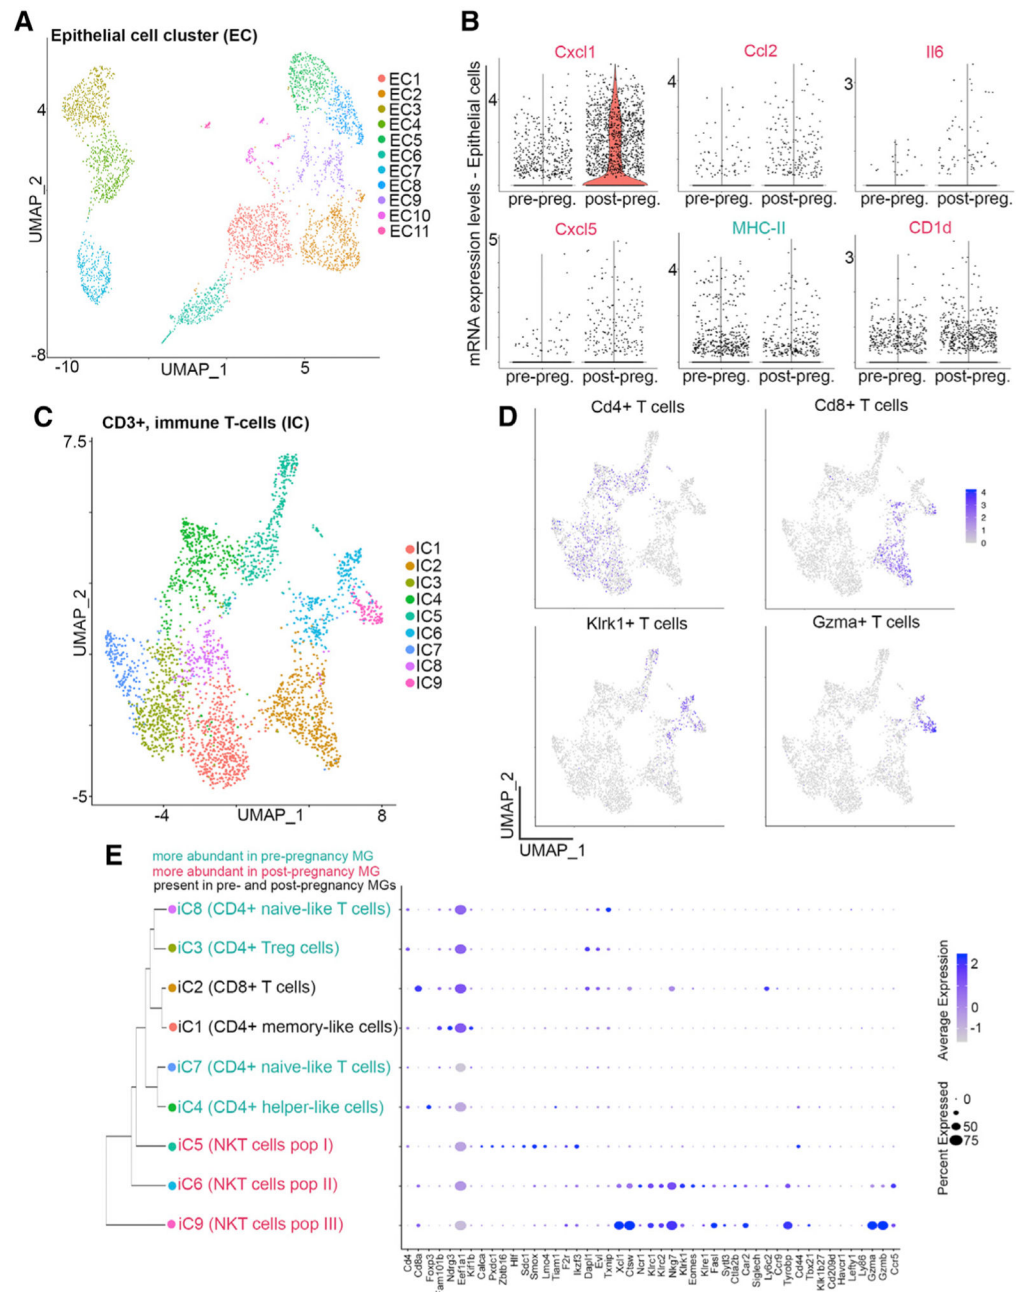 A
Epithelial cell cluster (EC)
4
-8
-10
5
UMAP_1
UMAP_2
EC1
EC2
EC3
EC4
EC5
EC6
EC7
EC8
EC9
EC10
EC11
B
mRNA expression levels - Epithelial cells
Cxcl1
Ccl2
Il6
4
4
3
pre-preg. post-preg.
pre-preg. post-preg.
pre-preg. post-preg.
Cxcl5
MHC-II
CD1d
5
4
3
pre-preg. post-preg.
pre-preg. post-preg.
pre-preg. post-preg.
C
CD3+, immune T-cells (IC)
7.5
-5
-4
8
UMAP_1
UMAP_2
IC1
IC2
IC3
IC4
IC5
IC6
IC7
IC8
IC9
D
Cd4+ T cells
Cd8+ T cells
4
3
2
1
0
Klrk1+ T cells
Gzma+ T cells
UMAP_2
UMAP_1
E
more abundant in pre-pregnancy MG
more abundant in post-pregnancy MG
present in pre- and post-pregnancy MGs
iC8 (CD4+ naive-like T cells)
iC3 (CD4+ Treg cells)
iC2 (CD8+ T cells)
iC1 (CD4+ memory-like cells)
iC7 (CD4+ naive-like T cells)
iC4 (CD4+ helper-like cells)
iC5 (NKT cells pop I)
iC6 (NKT cells pop II)
iC9 (NKT cells pop III)
Average Expression
2
0
-1
Percent Expressed
0
50
75
Cd4
Cd8a
Foxp3
Fam101b
Ndrg3
Eef1a1
Kif1b
Calca
Pxdc1
Zbtb16
Hlf
Sdc1
Smox
Lmo4
Tiam1
F2r
Ikzf3
Dapl1
Evl
Txnip
Xcl1
Ctsw
Ncr1
Klrc1
Klrc2
Nkg7
Klrk1
Eomes
Klre1
Fasl
Sytl3
Ctla2b
Car2
Siglech
Ly6c2
Ccr9
Tyrobp
Cd44
Tbx21
Klk1b27
Cd209d
Havcr1
Lefty1
Ly86
Gzma
Gzmb
Ccr5